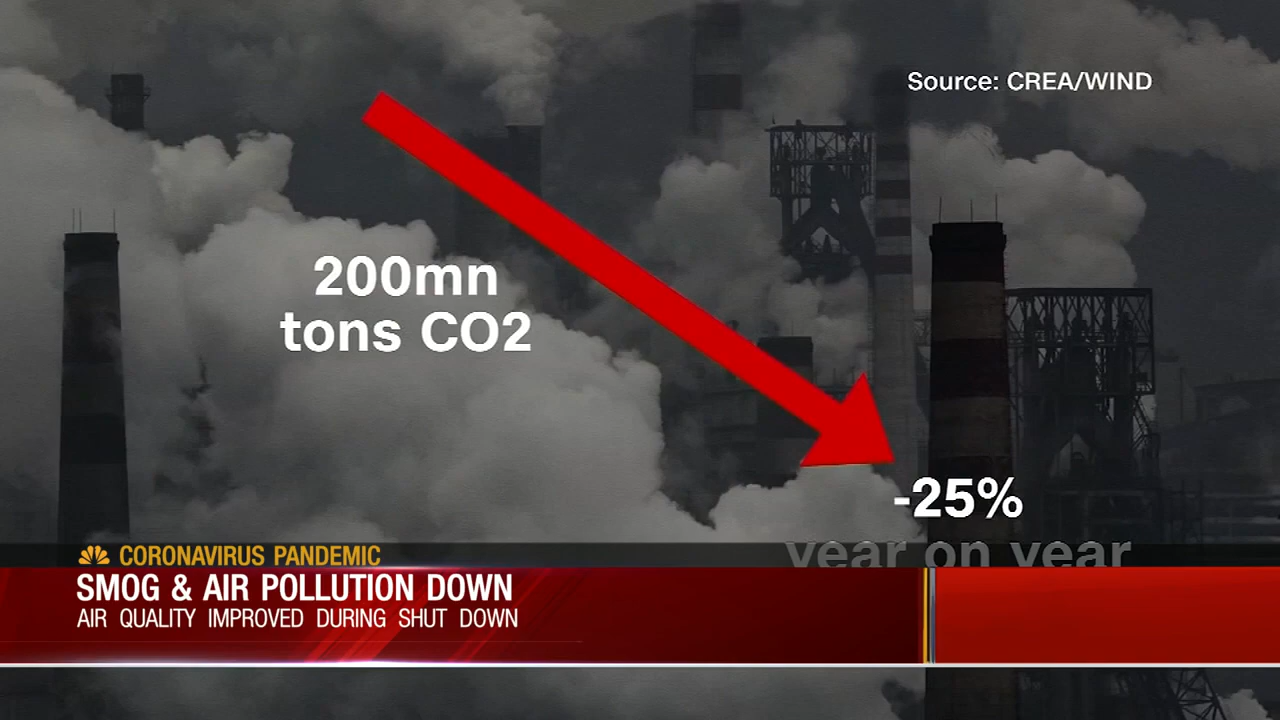 Source: CREA/WIND
200mn
tons CO2
-25%
year on year
CORONAVIRUS PANDEMIC
SMOG & AIR POLLUTION DOWN
AIR QUALITY IMPROVED DURING SHUT DOWN